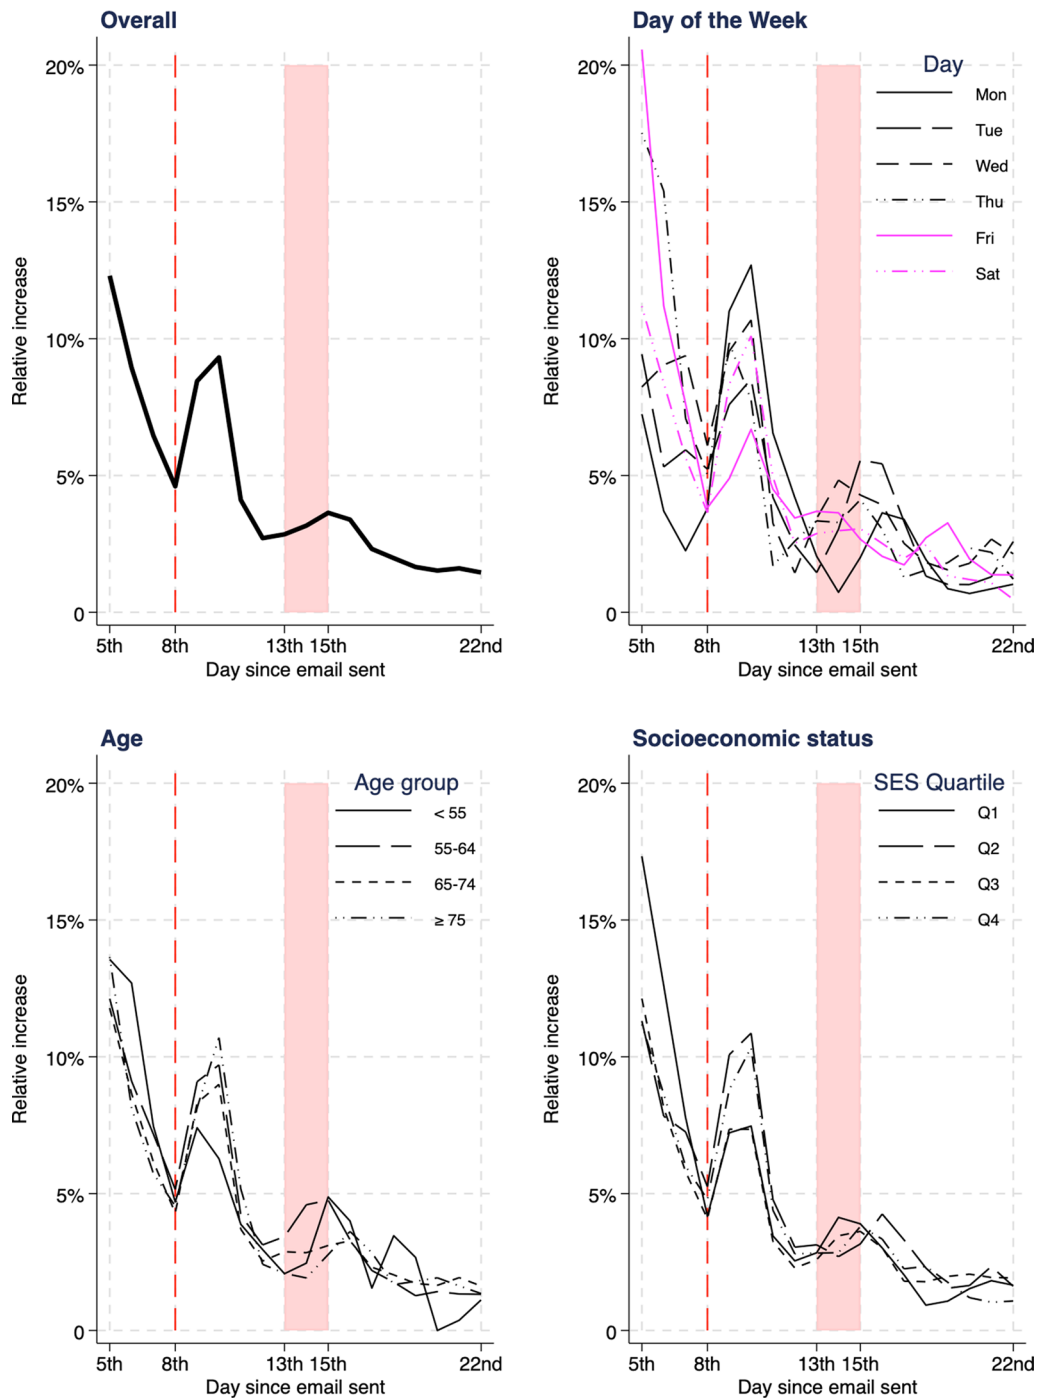 Overall
20%
15%
10%
5%
0
Relative increase
5th 8th 13th 15th 22nd
Day since email sent
Day of the Week
Day
Mon
Tue
Wed
Thu
Fri
Sat
20%
15%
10%
5%
0
Relative increase
5th 8th 13th 15th 22nd
Day since email sent
Age
Age group
< 55
55-64
65-74
≥ 75
20%
15%
10%
5%
0
Relative increase
5th 8th 13th 15th 22nd
Day since email sent
Socioeconomic status
SES Quartile
Q1
Q2
Q3
Q4
20%
15%
10%
5%
0
Relative increase
5th 8th 13th 15th 22nd
Day since email sent